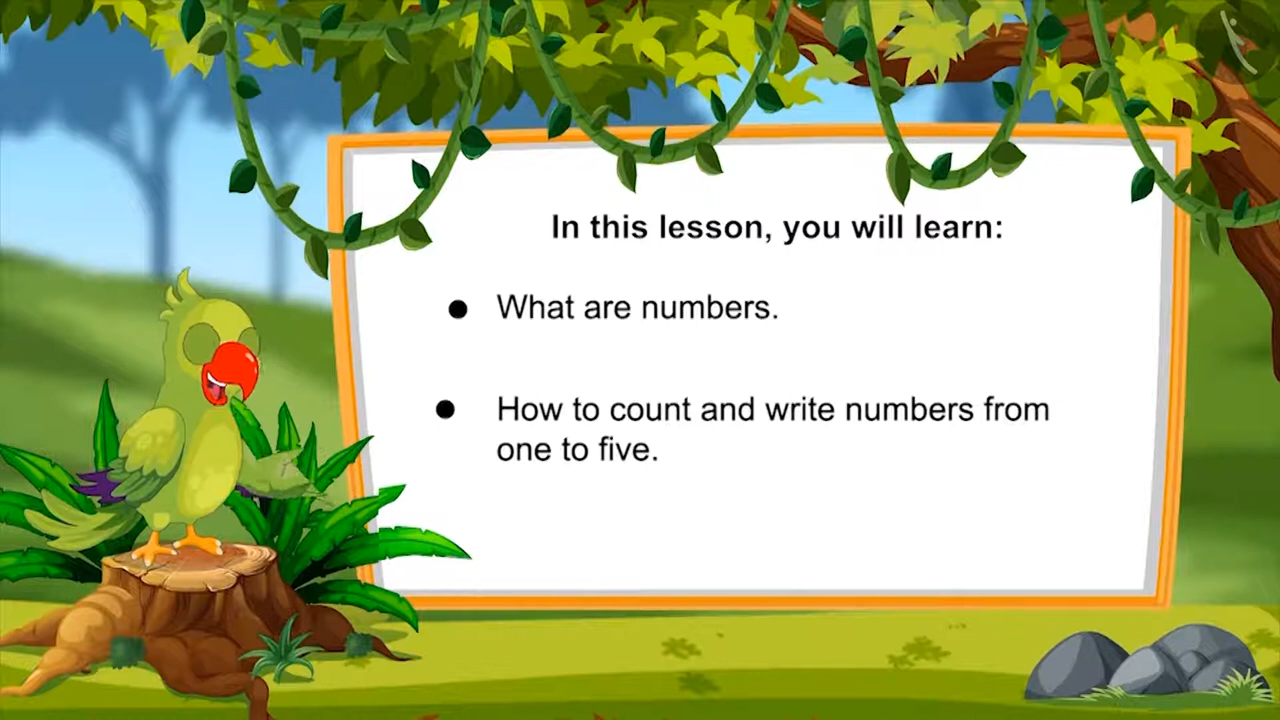 In this lesson, you will learn:
● What are numbers.
● How to count and write numbers from
one to five.